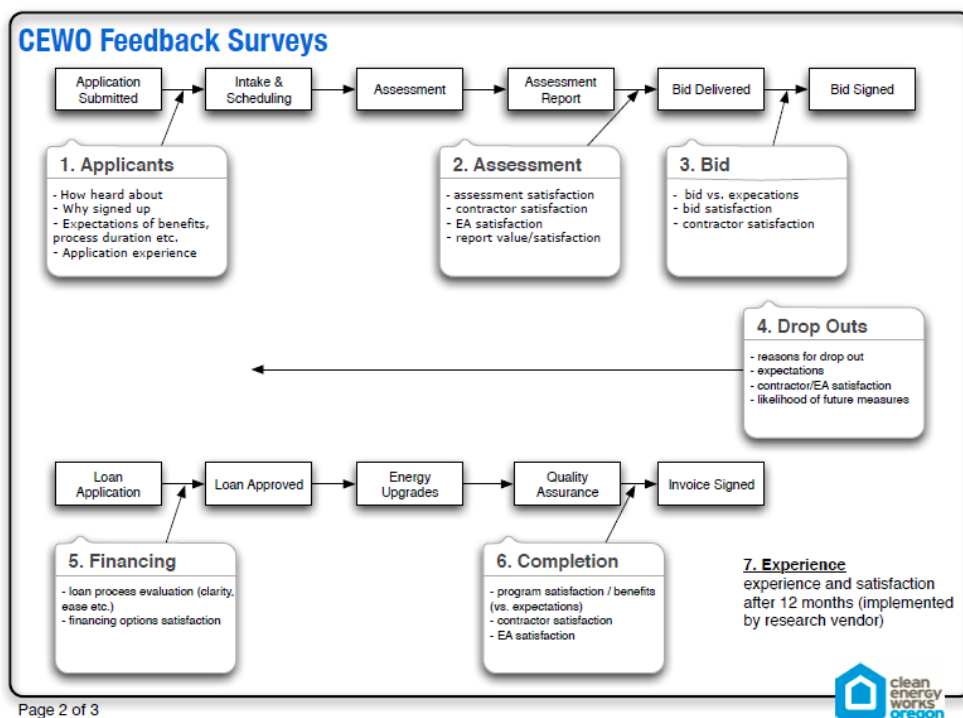 CEWO Feedback Surveys
Application
Submitted
Intake &
Scheduling
Assessment
Assessment
Report
Bid Delivered
Bid Signed
1. Applicants
- How heard about
- Why signed up
- Expectations of benefits,
process duration etc.
- Application experience
2. Assessment
- assessment satisfaction
- contractor satisfaction
- EA satisfaction
- report value/satisfaction
3. Bid
- bid vs. expecations
- bid satisfaction
- contractor satisfaction
4. Drop Outs
- reasons for drop out
- expectations
- contractor/EA satisfaction
- likelihood of future measures
Loan
Application
Loan Approved
Energy
Upgrades
Quality
Assurance
Invoice Signed
5. Financing
- loan process evaluation (clarity,
ease etc.)
- financing options satisfaction
6. Completion
- program satisfaction / benefits
(vs. expectations)
- contractor satisfaction
- EA satisfaction
7. Experience
experience and satisfaction
after 12 months (implemented
by research vendor)
clean
energy
works
oregon
Page 2 of 3